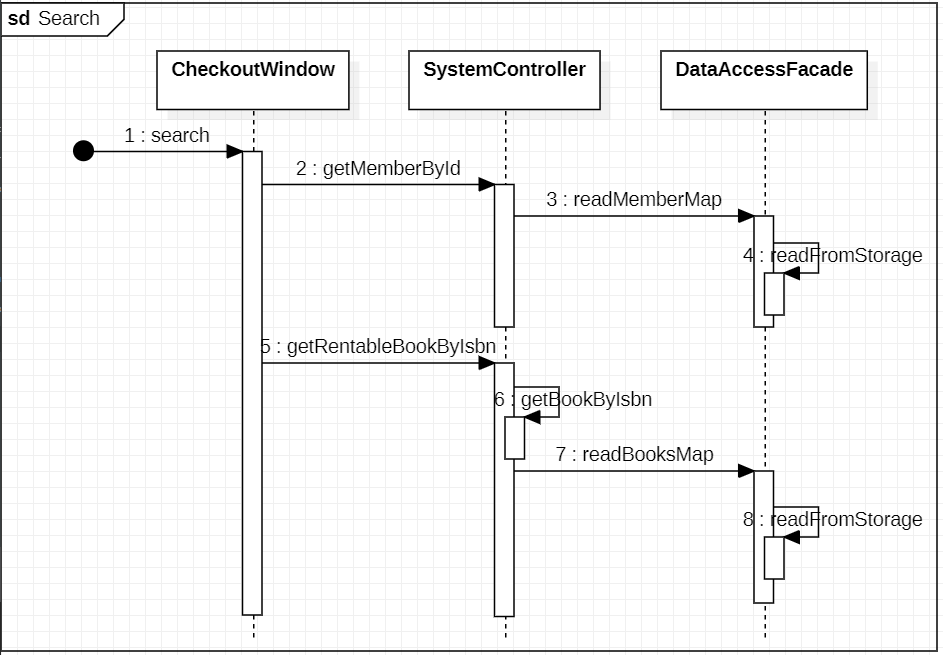 sd Search
CheckoutWindow
SystemController
DataAccessFacade
1 : search
2 : getMemberById
3 : readMemberMap
4 : readFromStorage
5 : getRentableBookByIsbn
6 : getBookByIsbn
7 : readBooksMap
8 : readFromStorage